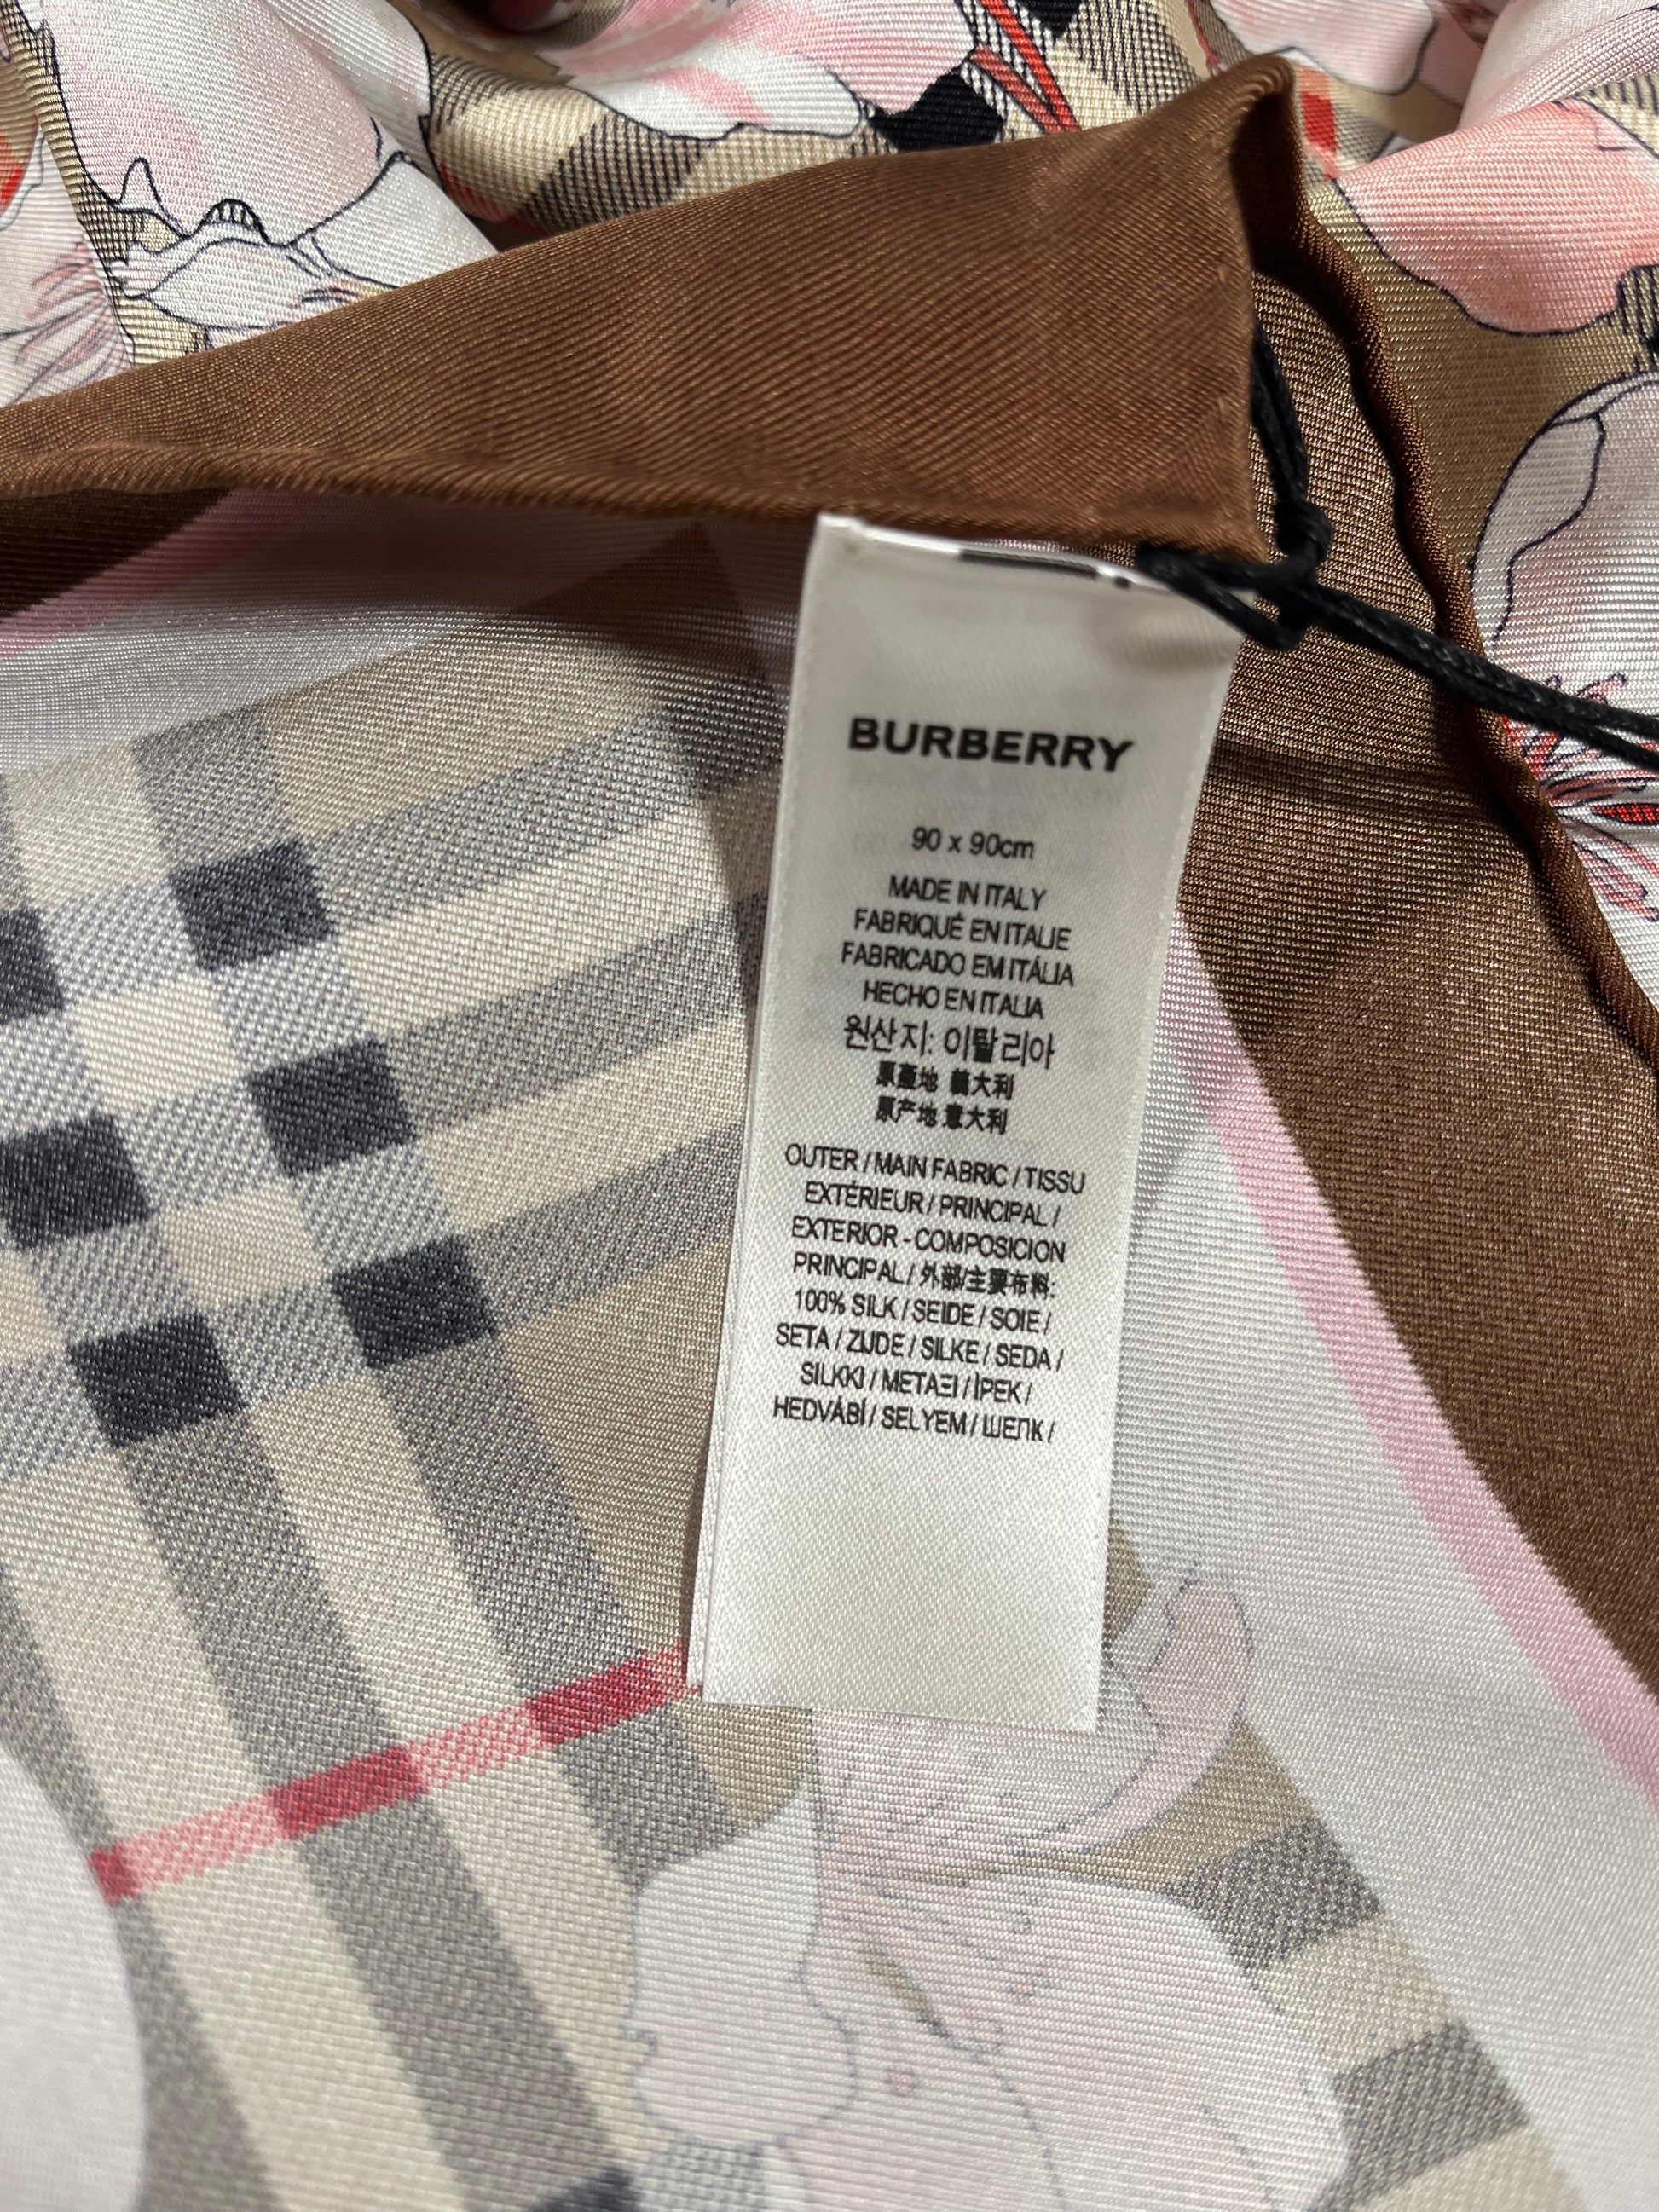 BURBERRY
90 x 90cm
MADE IN ITALY
FABRIQUÉ EN ITALIE
FABRICADO EM ITÁLIA
HECHO EN ITALIA
원산지: 이탈리아
原產地 義大利
原产地 意大利
OUTER / MAIN FABRIC / TISSU
EXTÉRIEUR / PRINCIPAL /
EXTERIOR - COMPOSICION
PRINCIPAL / 外部/主要布料:
100% SILK / SEIDE / SOIE /
SETA / ZIJDE / SILKE / SEDA /
SILKKI / ΜΕΤΑΞΙ / İPEK /
HEDVÁBÍ / SELYEM / ШЕПК /